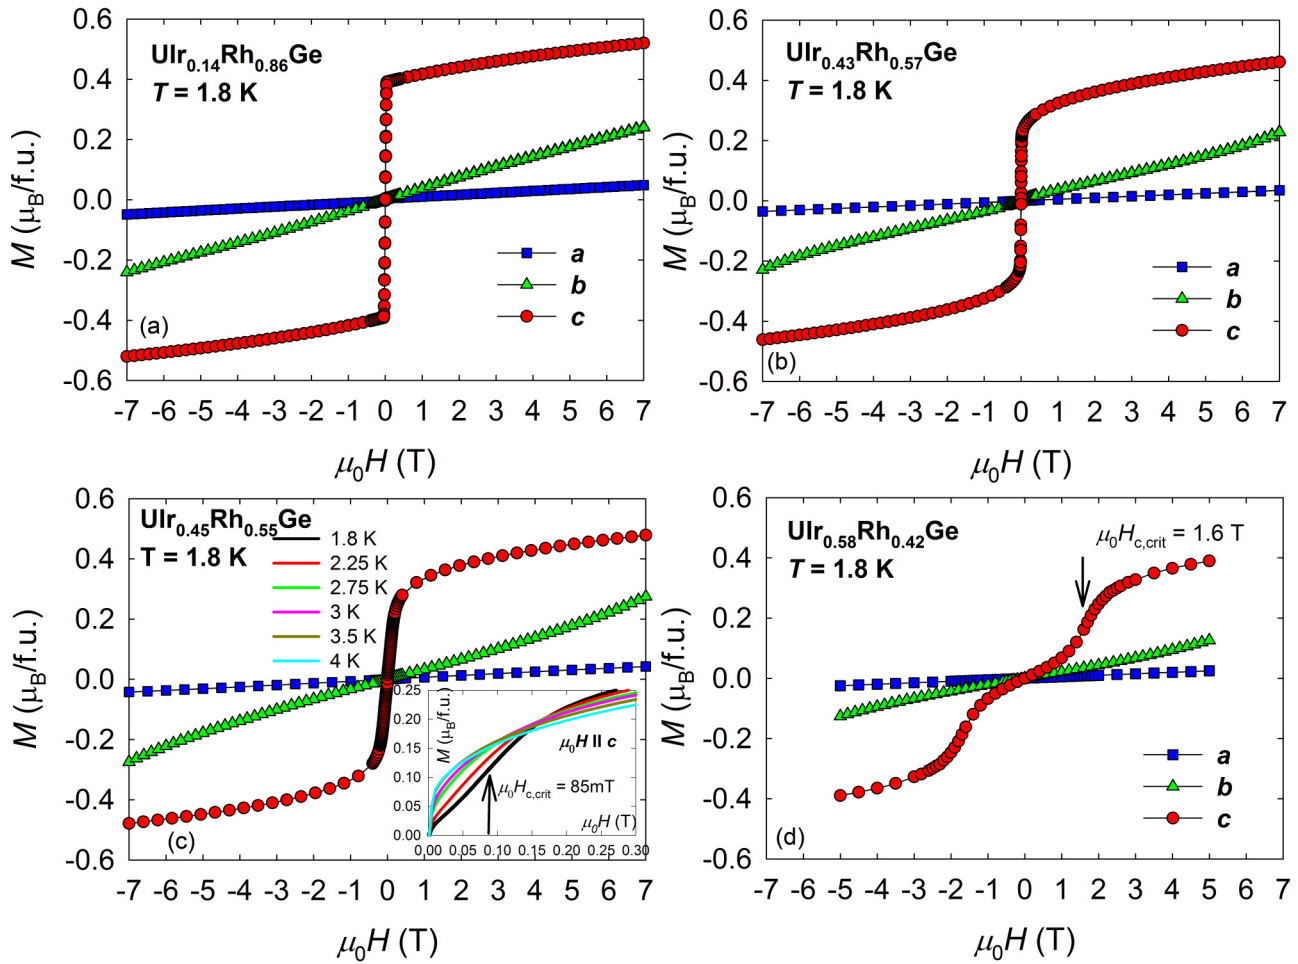 UIr0.14Rh0.86Ge
T = 1.8 K
M (μB/f.u.)
0.6
0.4
0.2
0.0
-0.2
-0.4
-0.6
a
b
c
(a)
-7 -6 -5 -4 -3 -2 -1 0 1 2 3 4 5 6 7
μ0H (T)
UIr0.43Rh0.57Ge
T = 1.8 K
M (μB/f.u.)
0.6
0.4
0.2
0.0
-0.2
-0.4
-0.6
a
b
c
(b)
-7 -6 -5 -4 -3 -2 -1 0 1 2 3 4 5 6 7
μ0H (T)
UIr0.45Rh0.55Ge
T = 1.8 K
1.8 K
2.25 K
2.75 K
3 K
3.5 K
4 K
M (μB/f.u.)
0.6
0.4
0.2
0.0
-0.2
-0.4
-0.6
M (μB/f.u.)
0.25
0.20
0.15
0.10
0.05
0.00
μ0H II c
μ0Hc,crit = 85mT
μ0H (T)
0.00 0.05 0.10 0.15 0.20 0.25 0.30
(c)
-7 -6 -5 -4 -3 -2 -1 0 1 2 3 4 5 6 7
μ0H (T)
UIr0.58Rh0.42Ge
T = 1.8 K
μ0Hc,crit = 1.6 T
M (μB/f.u.)
0.6
0.4
0.2
0.0
-0.2
-0.4
-0.6
a
b
c
(d)
-7 -6 -5 -4 -3 -2 -1 0 1 2 3 4 5 6 7
μ0H (T)